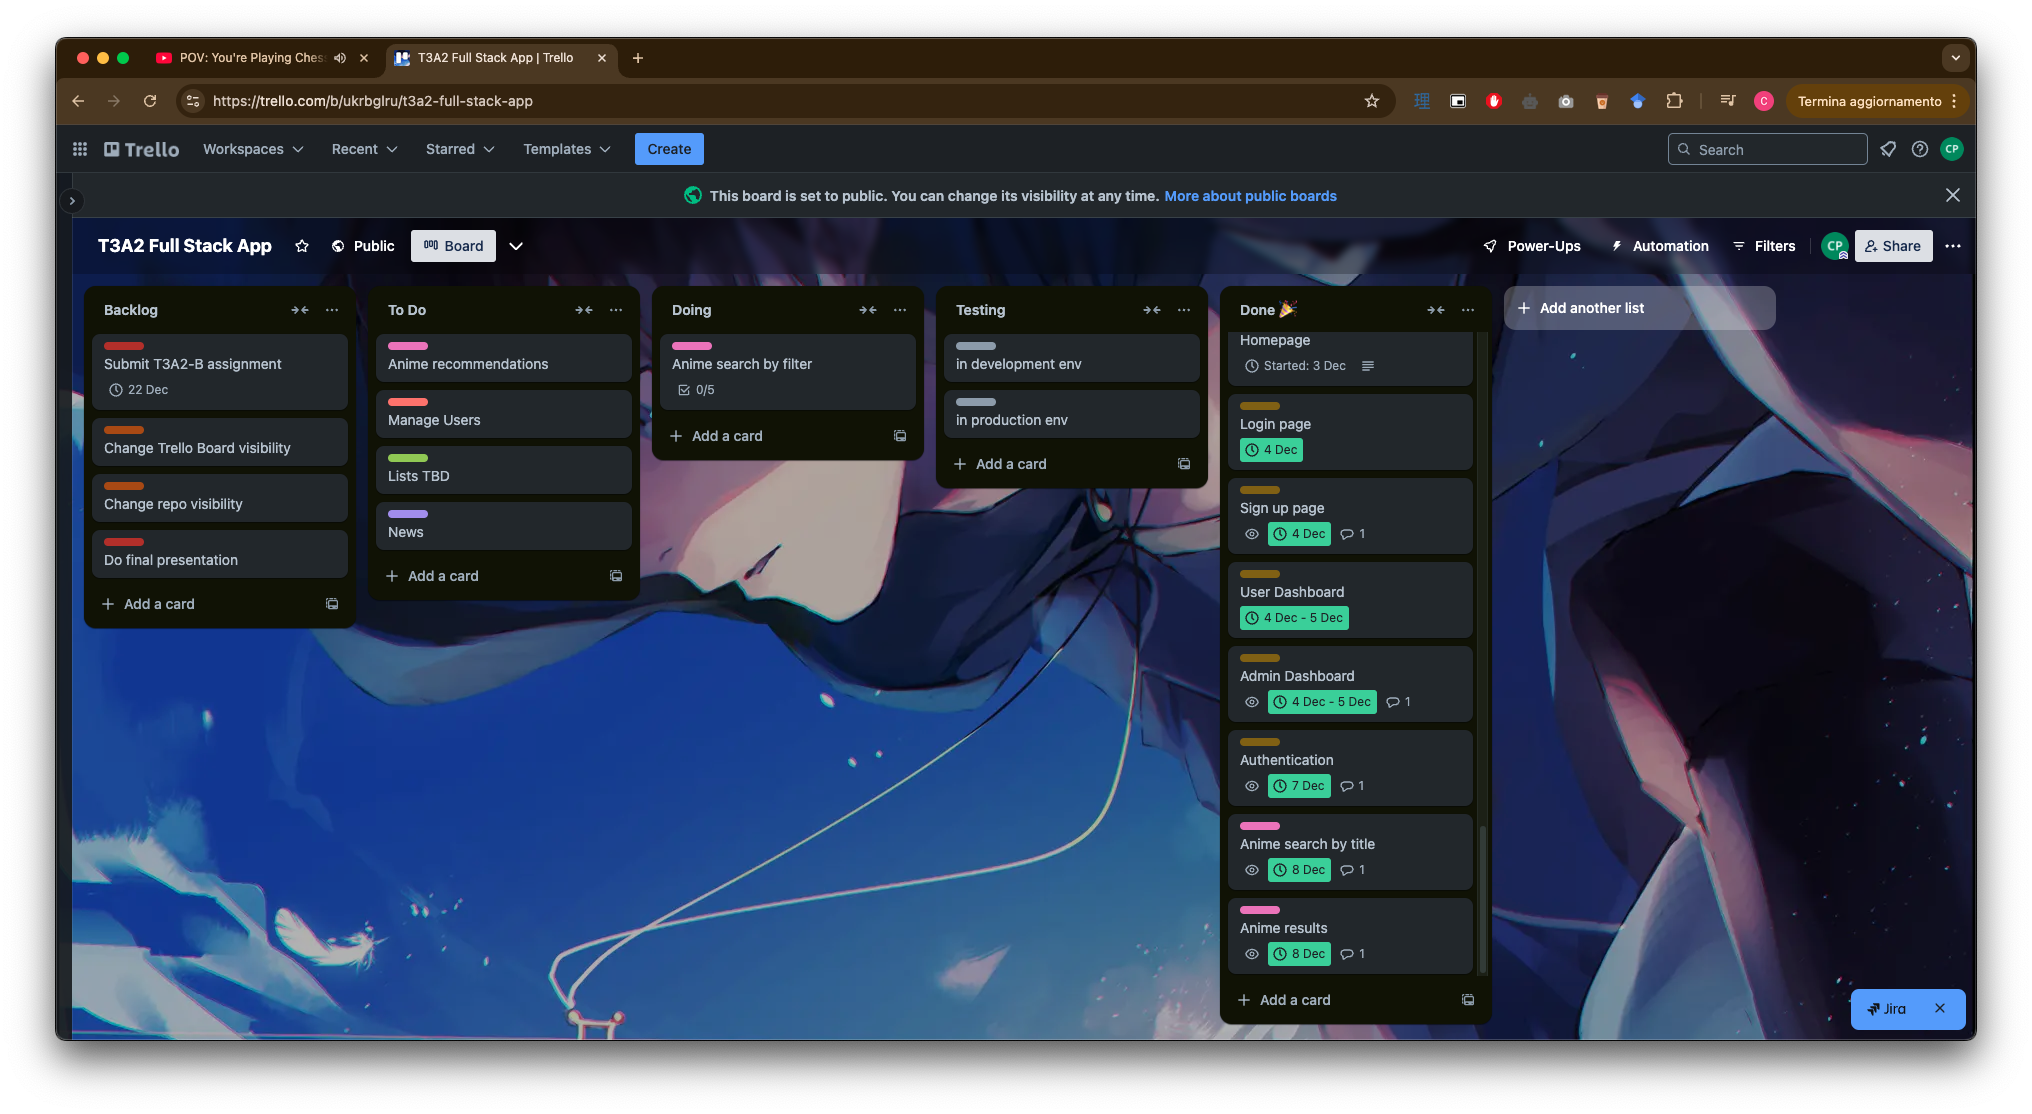 POV: You're Playing Ches
T3A2 Full Stack App | Trello
https://trello.com/b/ukrbglru/t3a2-full-stack-app
C
Termina aggiornamento
Trello
Workspaces
Recent
Starred
Templates
Create
Search
CP
This board is set to public. You can change its visibility at any time. More about public boards
T3A2 Full Stack App
Public
Board
Power-Ups
Automation
Filters
CP
Share
Backlog
Submit T3A2-B assignment
22 Dec
Change Trello Board visibility
Change repo visibility
Do final presentation
Add a card
To Do
Anime recommendations
Manage Users
Lists TBD
News
Add a card
Doing
Anime search by filter
0/5
Add a card
Testing
in development env
in production env
Add a card
Done 🎉
Homepage
Started: 3 Dec
Login page
4 Dec
Sign up page
4 Dec 1
User Dashboard
4 Dec - 5 Dec
Admin Dashboard
4 Dec - 5 Dec 1
Authentication
7 Dec 1
Anime search by title
8 Dec 1
Anime results
8 Dec 1
Add a card
Add another list
Jira